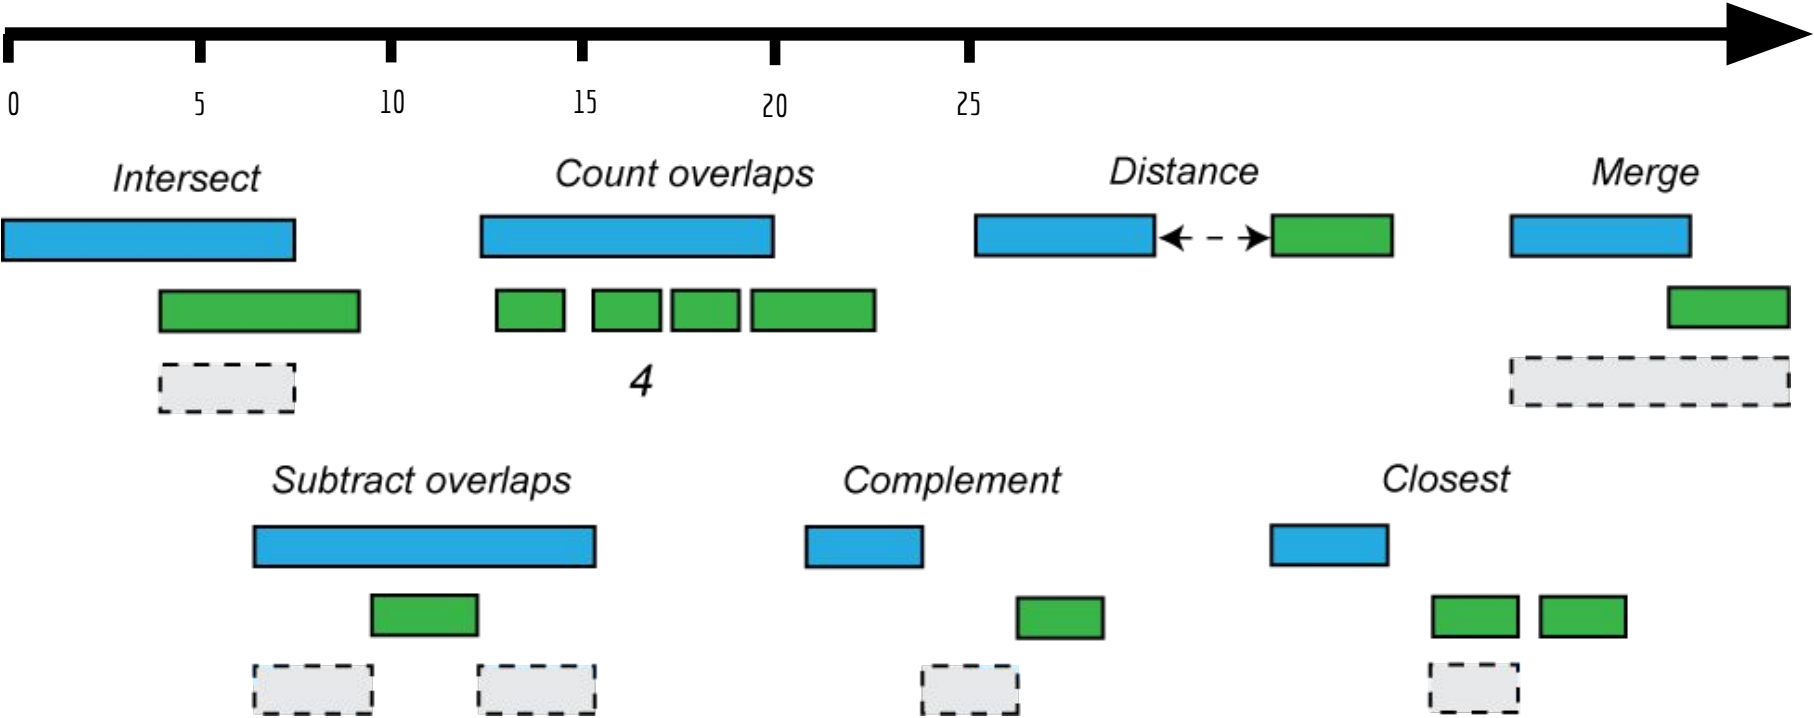 0 5 10 15 20 25
Intersect Count overlaps Distance Merge
4
Subtract overlaps Complement Closest